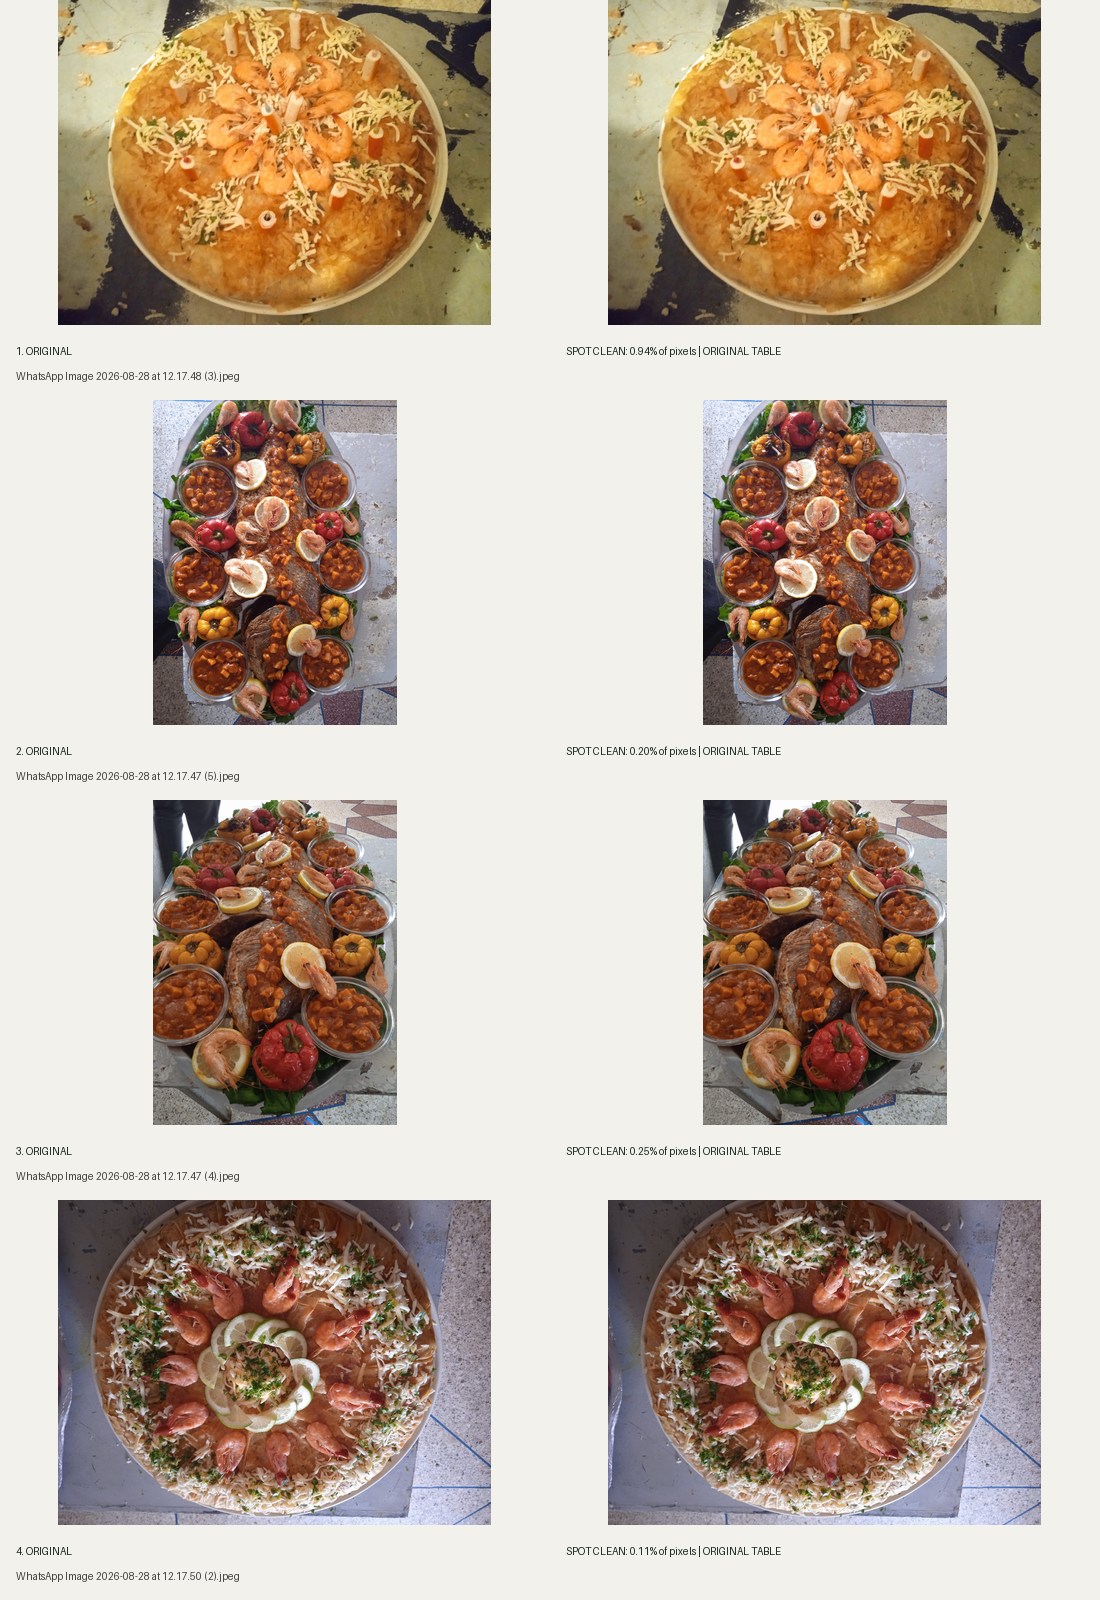 1. ORIGINAL
SPOT CLEAN: 0.94% of pixels | ORIGINAL TABLE
WhatsApp Image 2026-08-28 at 12.17.48 (3).jpeg
2. ORIGINAL
SPOT CLEAN: 0.20% of pixels | ORIGINAL TABLE
WhatsApp Image 2026-08-28 at 12.17.47 (5).jpeg
3. ORIGINAL
SPOT CLEAN: 0.25% of pixels | ORIGINAL TABLE
WhatsApp Image 2026-08-28 at 12.17.47 (4).jpeg
4. ORIGINAL
SPOT CLEAN: 0.11% of pixels | ORIGINAL TABLE
WhatsApp Image 2026-08-28 at 12.17.50 (2).jpeg